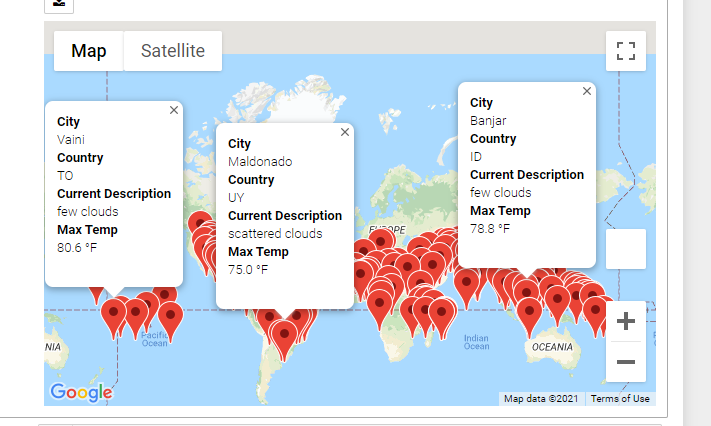 Map
Satellite
City
Vaini
Country
TO
Current Description
few clouds
Max Temp
80.6 °F
City
Maldonado
Country
UY
Current Description
scattered clouds
Max Temp
75.0 °F
City
Banjar
Country
ID
Current Description
few clouds
Max Temp
78.8 °F
EUROPE
Pacific
Ocean
Indian
Ocean
NIA
OCEANIA
Google
Map data ©2021
Terms of Use